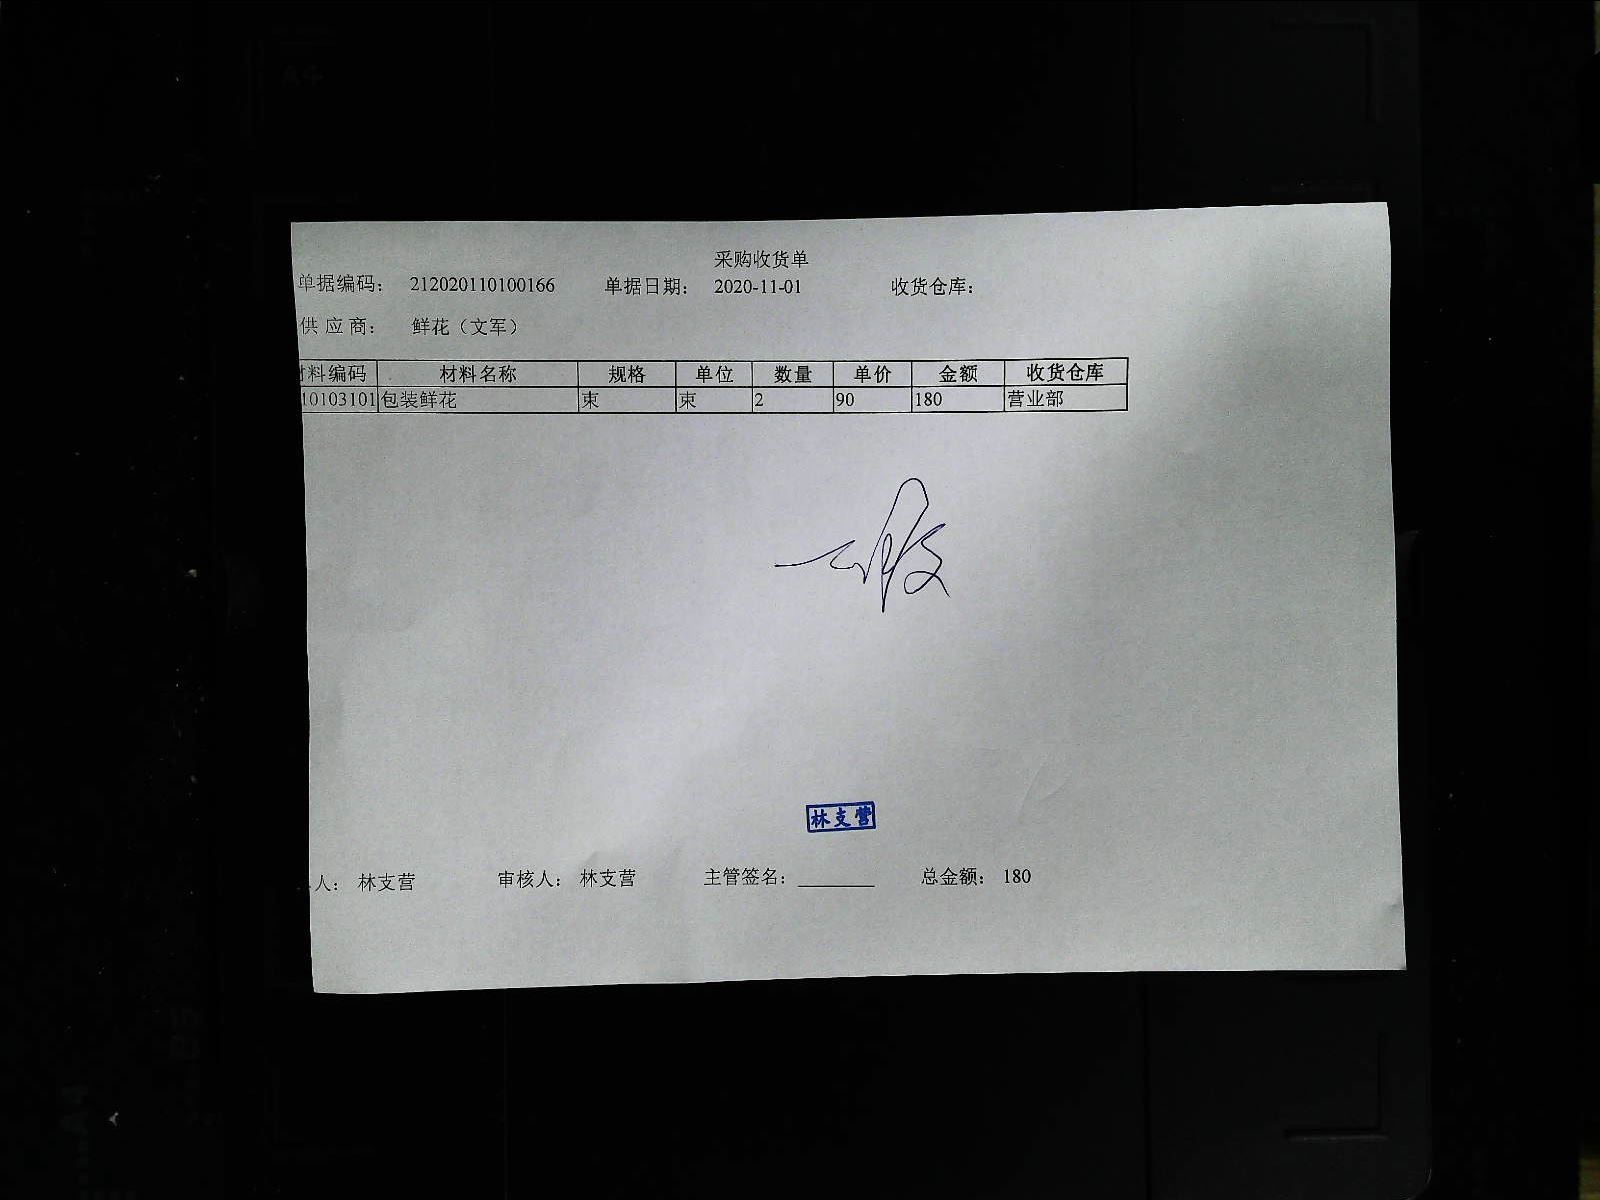 采购收货单
单据编码： 212020110100166 单据日期： 2020-11-01 收货仓库：
供应商： 鲜花（文军）
材料编码 材料名称 规格 单位 数量 单价 金额 收货仓库
10103101 包装鲜花 束 束 2 90 180 营业部
林支营
人： 林支营 审核人： 林支营 主管签名： ________ 总金额： 180